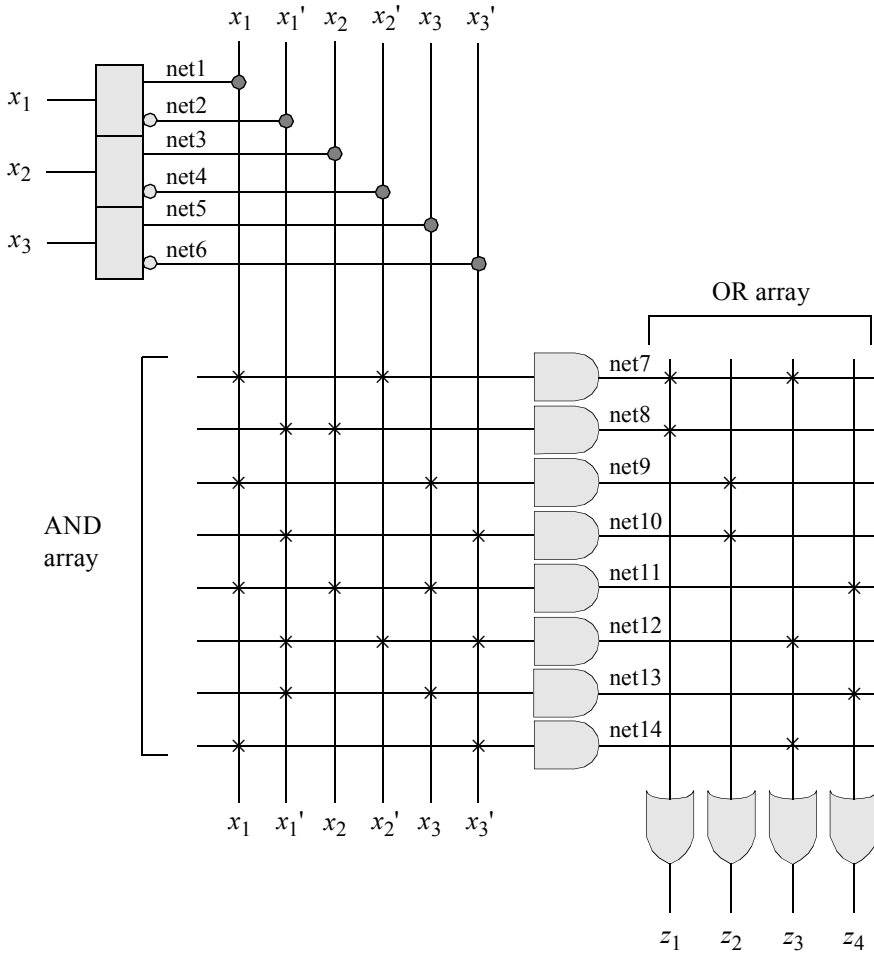 x1 x1' x2 x2' x3 x3'
net1
x1
net2
net3
x2
net4
net5
x3
net6
OR array
net7
net8
net9
AND
array
net10
net11
net12
net13
net14
x1 x1' x2 x2' x3 x3'
z1 z2 z3 z4